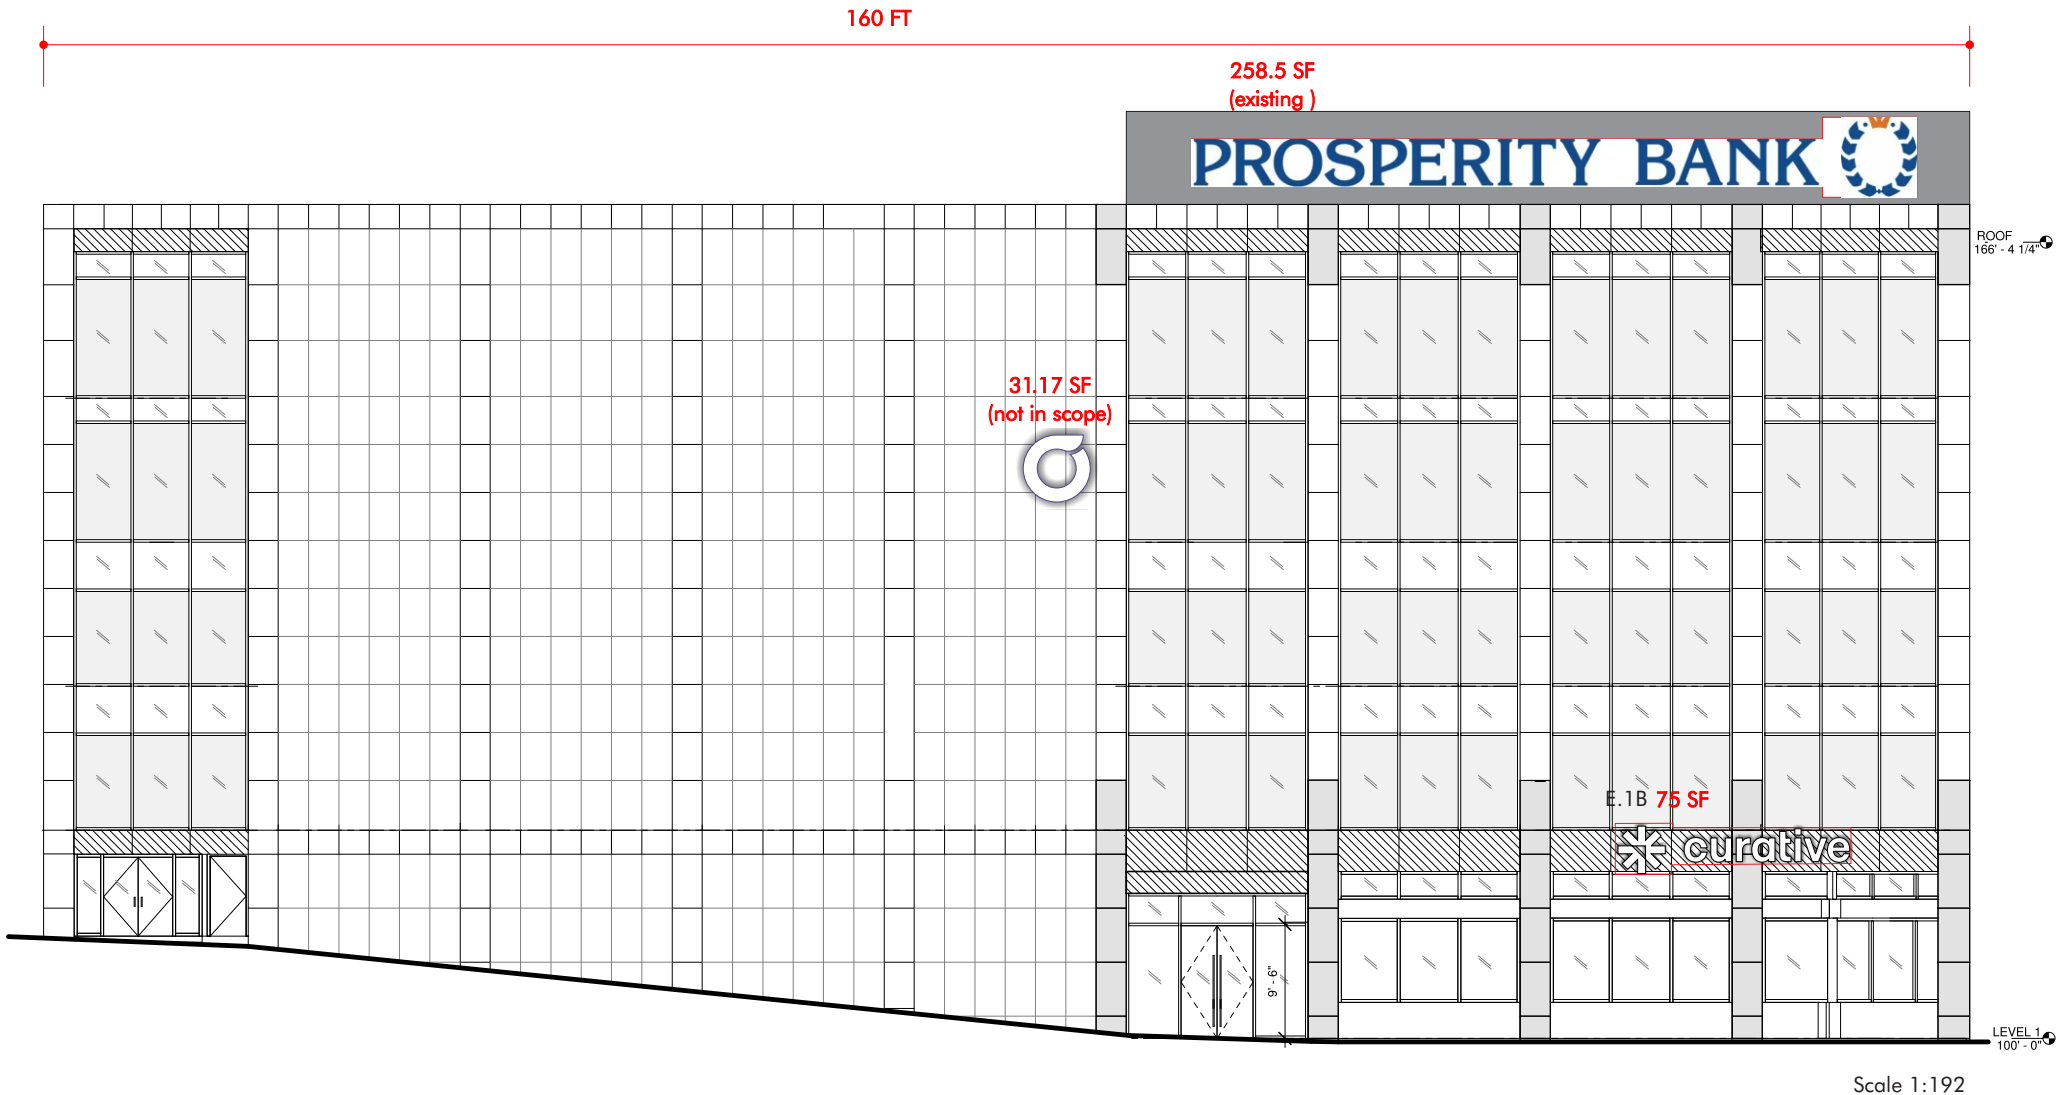 160 FT
258.5 SF
(existing )
PROSPERITY BANK
ROOF
166' - 4 1/4"
31.17 SF
(not in scope)
E.1B 75 SF
curative
9' - 6"
LEVEL 1
100' - 0"
Scale 1:192